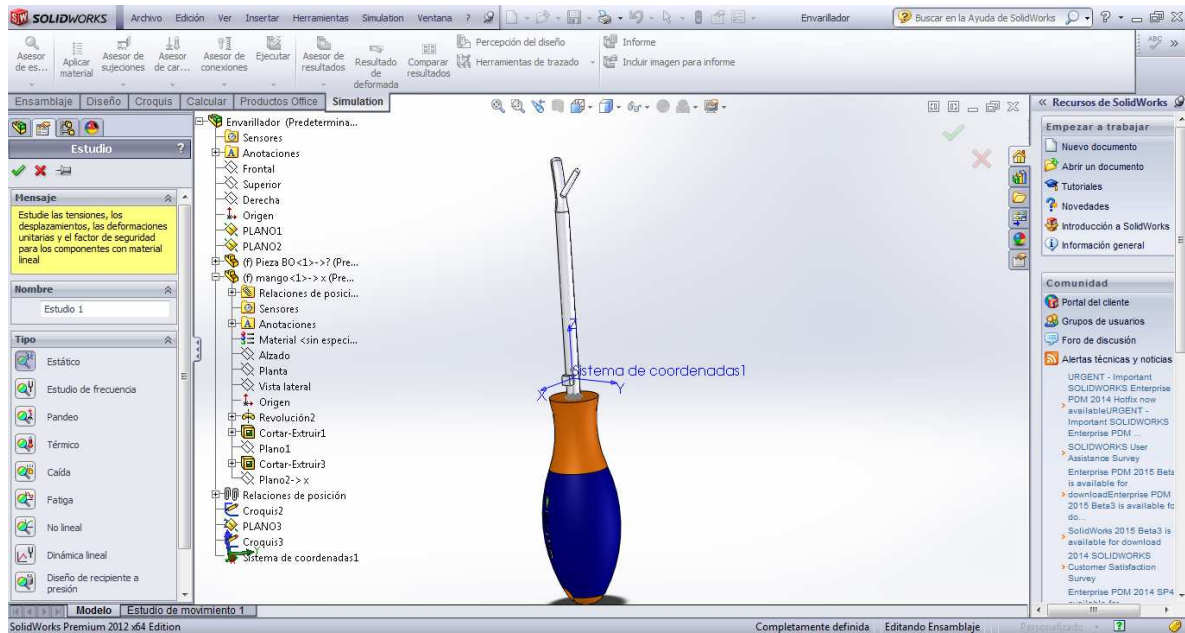 SW SOLIDWORKS Archivo Edición Ver Insertar Herramientas Simulation Ventana ? Envarillador Buscar en la Ayuda de SolidWorks ?
Asesor de es...
Aplicar material
Asesor de sujeciones
Asesor de car...
Asesor de conexiones
Ejecutar
Asesor de resultados
Resultado de deformada
Comparar resultados
Percepción del diseño
Herramientas de trazado
Informe
Incluir imagen para informe
ABC
Ensamblaje Diseño Croquis Calcular Productos Office Simulation
Estudio ?
Mensaje
Estudie las tensiones, los
desplazamientos, las deformaciones
unitarias y el factor de seguridad
para los componentes con material
lineal
Nombre
Estudio 1
Tipo
Estático
Estudio de frecuencia
Pandeo
Térmico
Caída
Fatiga
No lineal
Dinámica lineal
Diseño de recipiente a
presión
Envarillador (Predetermina...
Sensores
Anotaciones
Frontal
Superior
Derecha
Origen
PLANO1
PLANO2
(f) Pieza BO<1>->? (Pre...
(f) mango<1>->x (Pre...
Relaciones de posici...
Sensores
Anotaciones
Material <sin especi...
Alzado
Planta
Vista lateral
Origen
Revolución2
Cortar-Extruir1
Plano1
Cortar-Extruir3
Plano2->x
Relaciones de posición
Croquis2
PLANO3
Croquis3
Sistema de coordenadas1
Z
Sistema de coordenadas1
X
Y
« Recursos de SolidWorks
Empezar a trabajar
Nuevo documento
Abrir un documento
Tutoriales
Novedades
Introducción a SolidWorks
Información general
Comunidad
Portal del cliente
Grupos de usuarios
Foro de discusión
Alertas técnicas y noticias
URGENT - Important
SOLIDWORKS Enterprise
PDM 2014 Hotfix now
availableURGENT -
Important SOLIDWORKS
Enterprise PDM ...
SOLIDWORKS User
Assistance Survey
Enterprise PDM 2015 Beta
is available for
downloadEnterprise PDM
2015 Beta3 is available fo
do...
SolidWorks 2015 Beta3 is
available for download
2014 SOLIDWORKS
Customer Satisfaction
Survey
Enterprise PDM 2014 SP4
Modelo Estudio de movimiento 1
SolidWorks Premium 2012 x64 Edition Completamente definida Editando Ensamblaje Personalizado ?